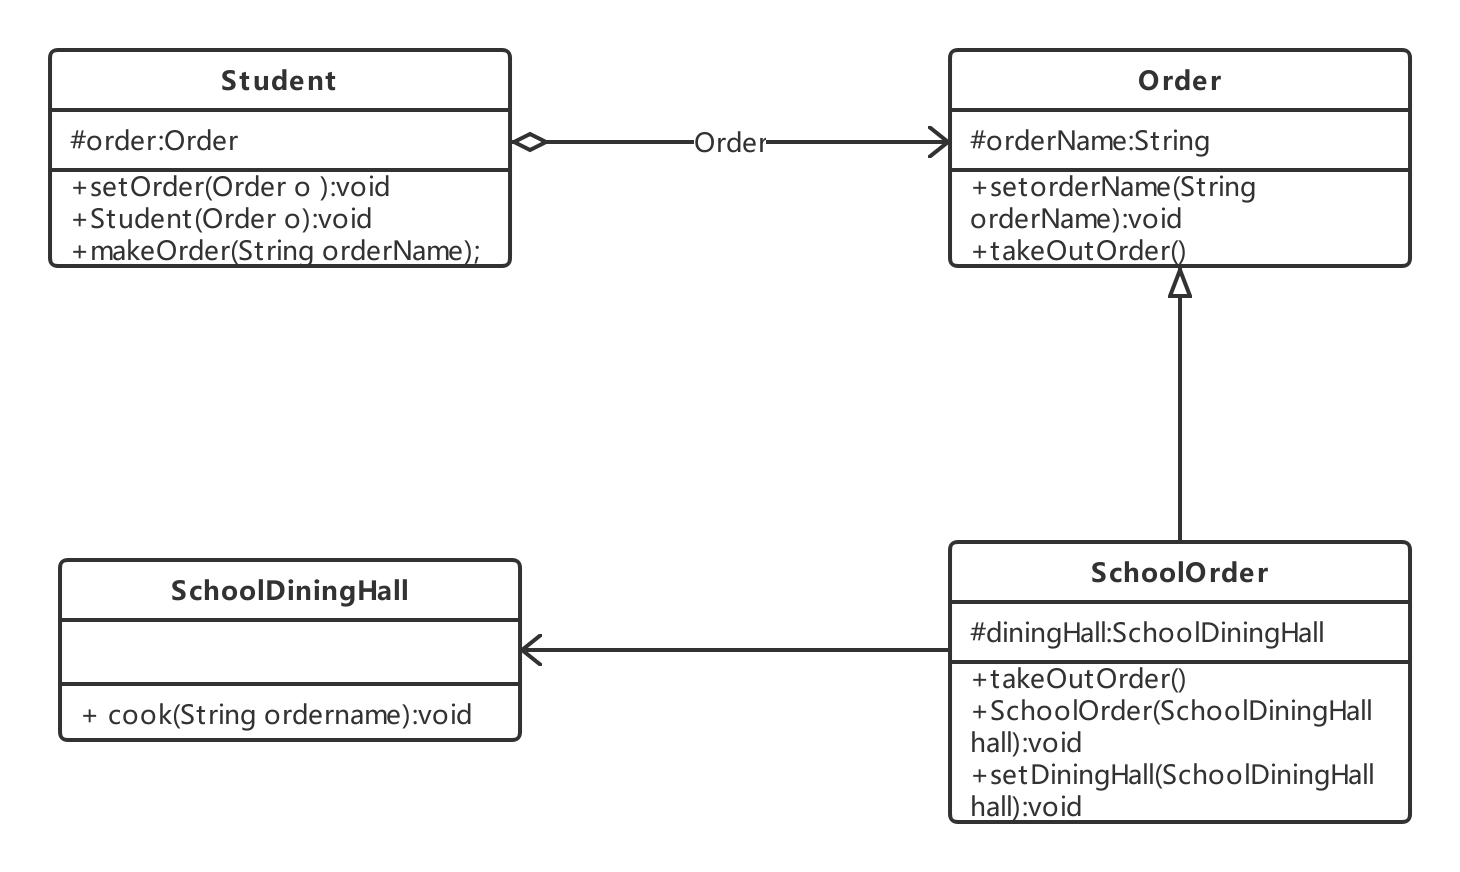 Student
#order:Order
+setOrder(Order o ):void
+Student(Order o):void
+makeOrder(String orderName);
Order
Order
#orderName:String
+setorderName(String
orderName):void
+takeOutOrder()
SchoolDiningHall
+ cook(String ordername):void
SchoolOrder
#diningHall:SchoolDiningHall
+takeOutOrder()
+SchoolOrder(SchoolDiningHall
hall):void
+setDiningHall(SchoolDiningHall
hall):void